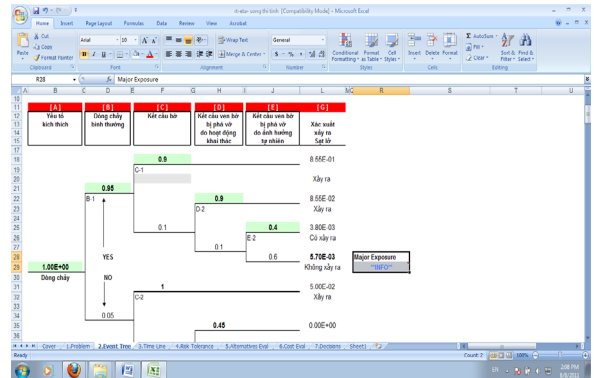 rivatar song thi tinh [Compatibility Mode] - Microsoft Excel
Home Insert Page Layout Formulas Data Review View Acrobat
Cut
Copy
Paste
Format Painter
Clipboard
Arial 10
Font
Wrap Text
Merge & Center
Alignment
General
Number
Conditional Formatting
Format as Table
Cell Styles
Styles
Insert Delete Format
Cells
AutoSum
Fill
Clear
Sort & Filter
Find & Select
Editing
R28 Major Exposure
A B C D E F G H I J K L R S T U
[A] [B] [C] [D] [E] [G]
Yếu tố kích thích
Dòng chảy bình thường
Kết cấu bờ
Kết cấu ven bờ bị phá vỡ do hoạt động khai thác
Kết cấu ven bờ bị phá vỡ do ảnh hưởng tự nhiên
Xác xuất xảy ra Sạt lở
0.9 8.55E-01
C-1
Xảy ra
0.95
B-1 0.9 8.55E-02
D-2 Xảy ra
0.1 0.4 3.80E-03
E-2 Có xảy ra
0.1
YES 0.6 5.70E-03 Major Exposure
1.00E+00 Không xảy ra **INFO**
Dòng chảy NO
1 5.00E-02
C-2 Xảy ra
0.05
0.45 0.00E+00
Cover 1.Problem 2.Event Tree 3.Time Line 4.Risk Tolerance 5.Alternatives Eval 6.Cost Eval 7.Decisions Sheet1
Ready Count: 2 100%
EN 2:08 PM